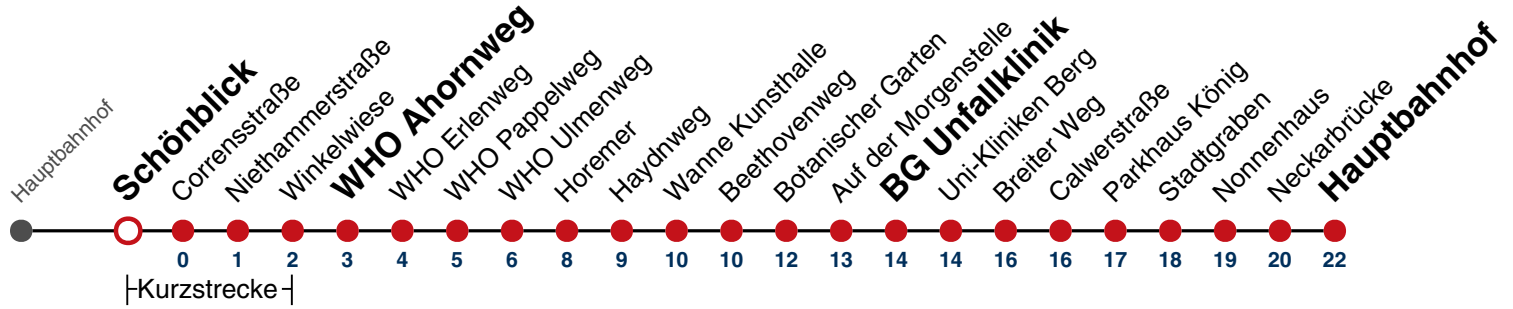 Hauptbahnhof
Schönblick
Corrensstraße
Niethammerstraße
Winkelwiese
WHO Ahornweg
WHO Erlenweg
WHO Pappelweg
WHO Ulmenweg
Horemer
Haydnweg
Wanne Kunsthalle
Beethovenweg
Botanischer Garten
Auf der Morgenstelle
BG Unfallklinik
Uni-Kliniken Berg
Breiter Weg
Calwerstraße
Parkhaus König
Stadtgraben
Nonnenhaus
Neckarbrücke
Hauptbahnhof
0 1 2 3 4 5 6 8 9 10 10 12 13 14 14 16 16 17 18 19 20 22
Kurzstrecke